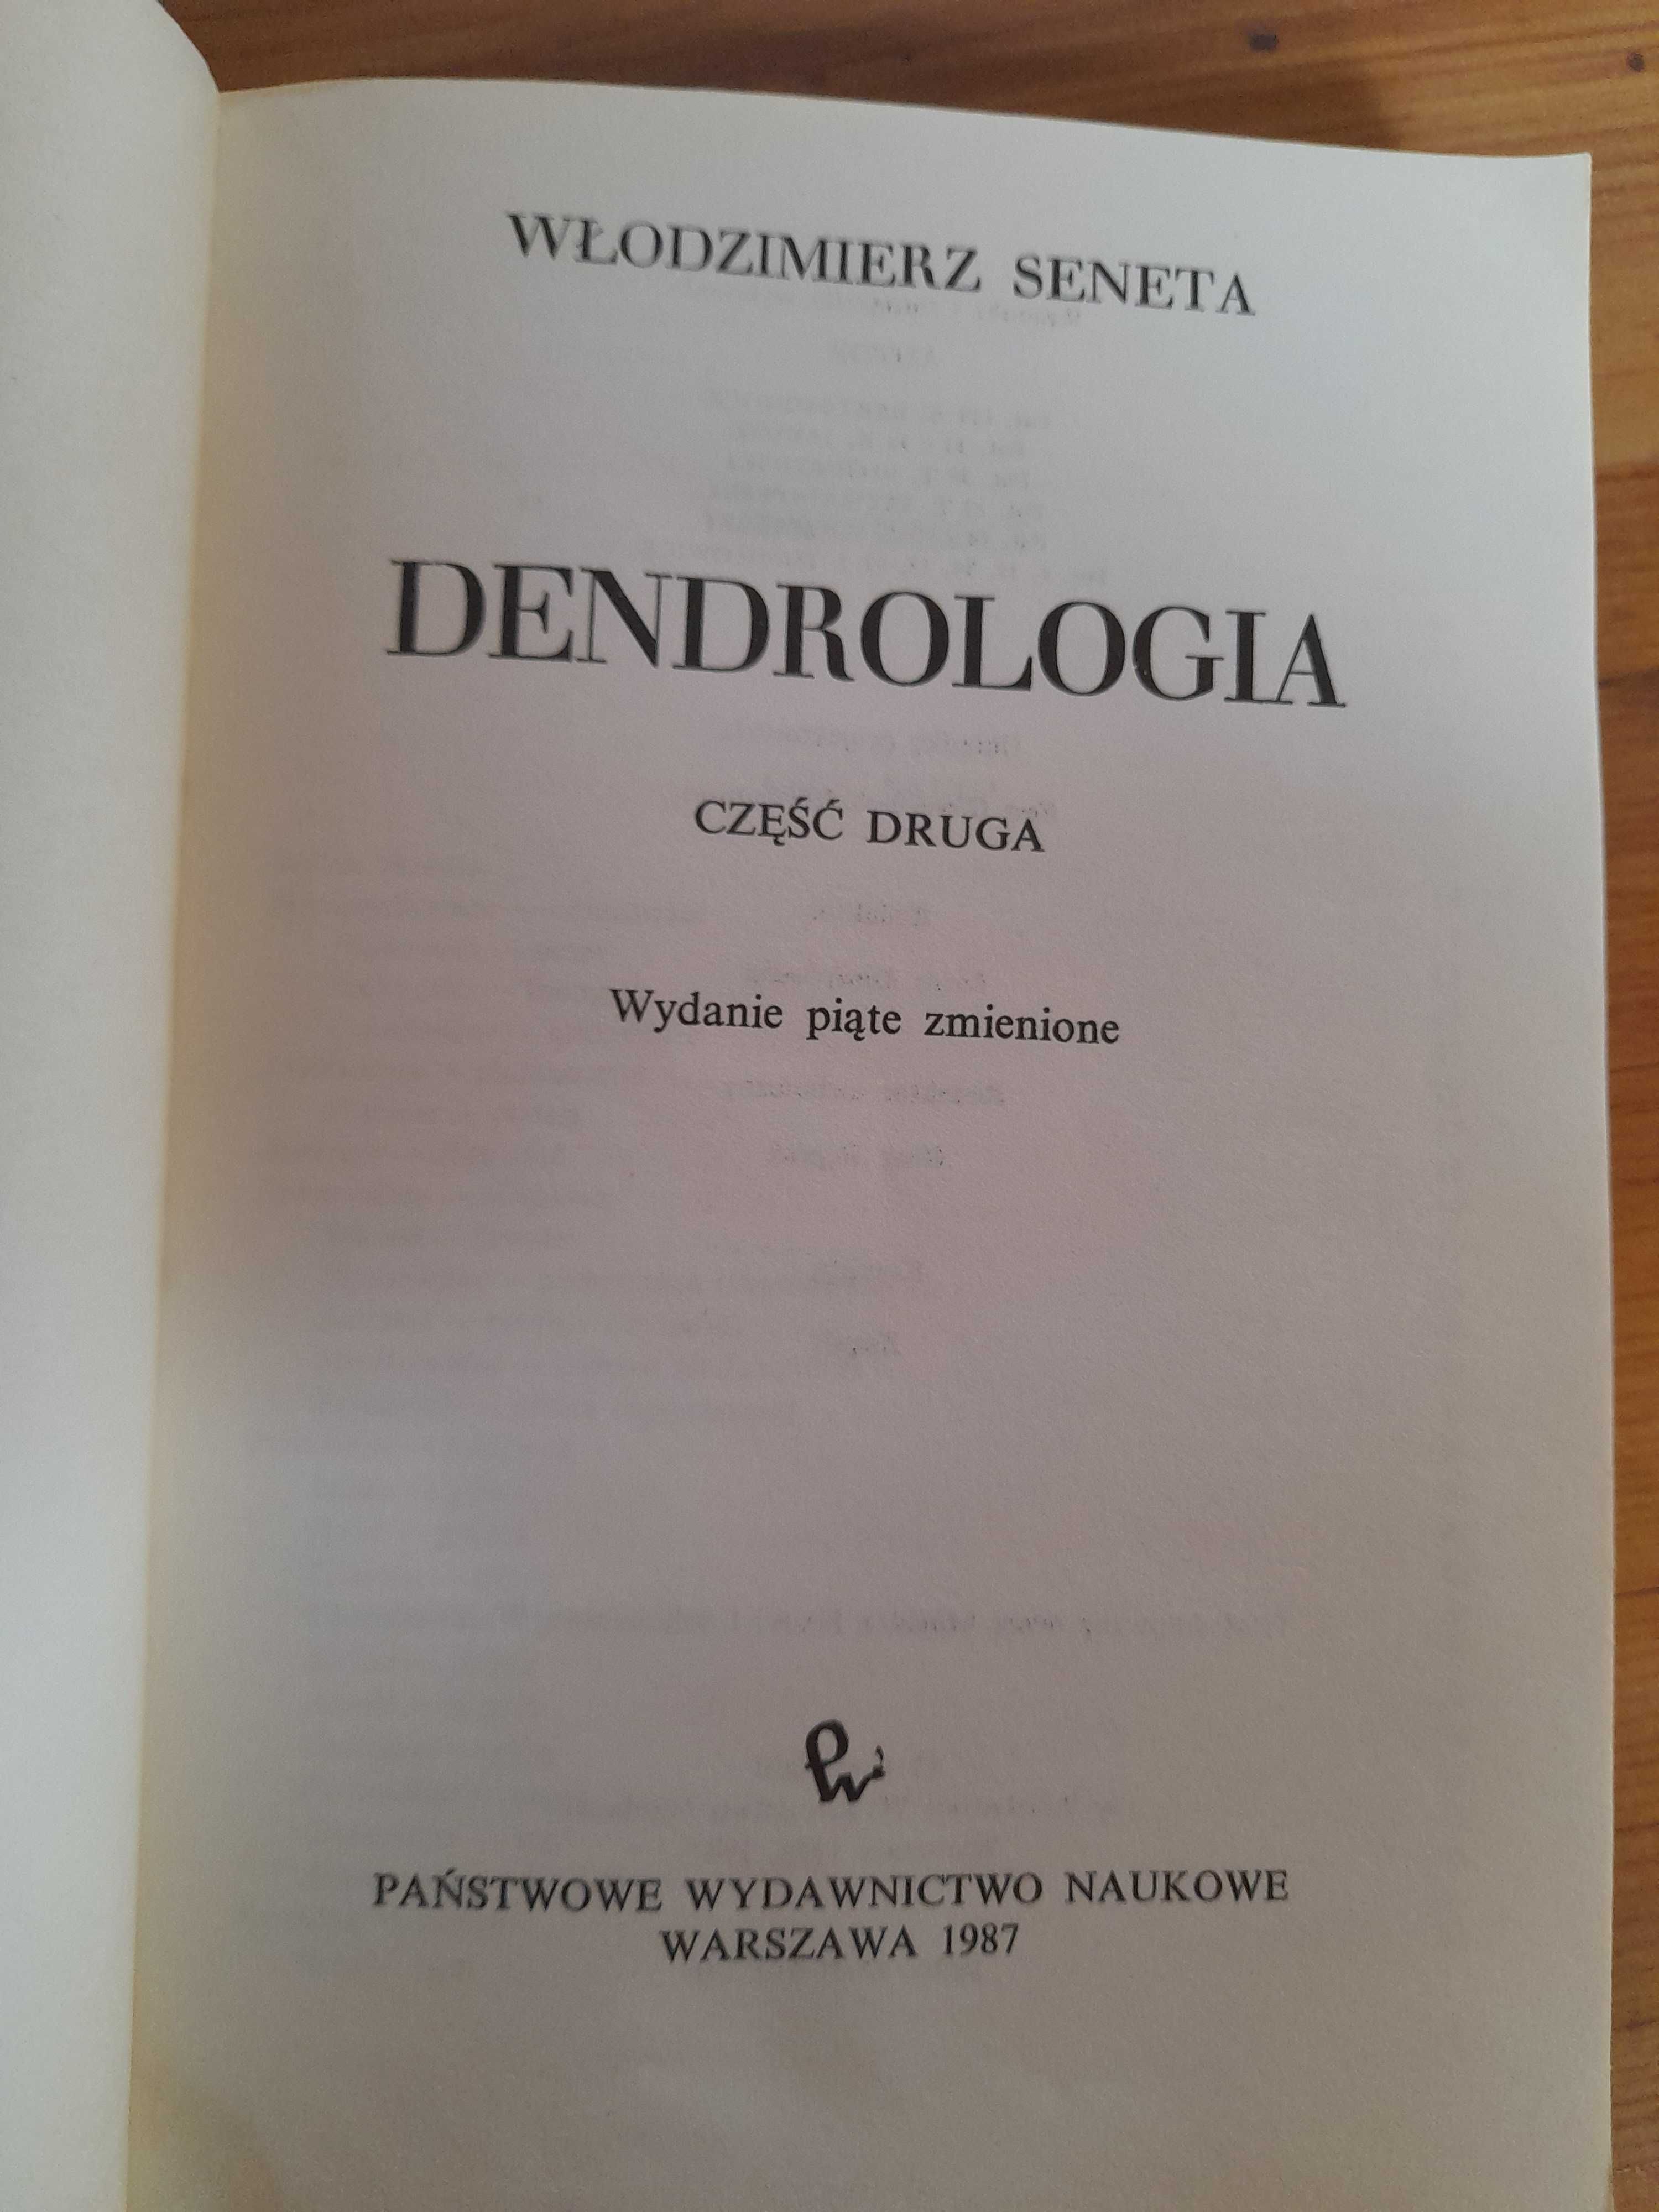 WŁODZIMIERZ SENETA
DENDROLOGIA
CZĘŚĆ DRUGA
Wydanie piąte zmienione
PAŃSTWOWE WYDAWNICTWO NAUKOWE
WARSZAWA 1987